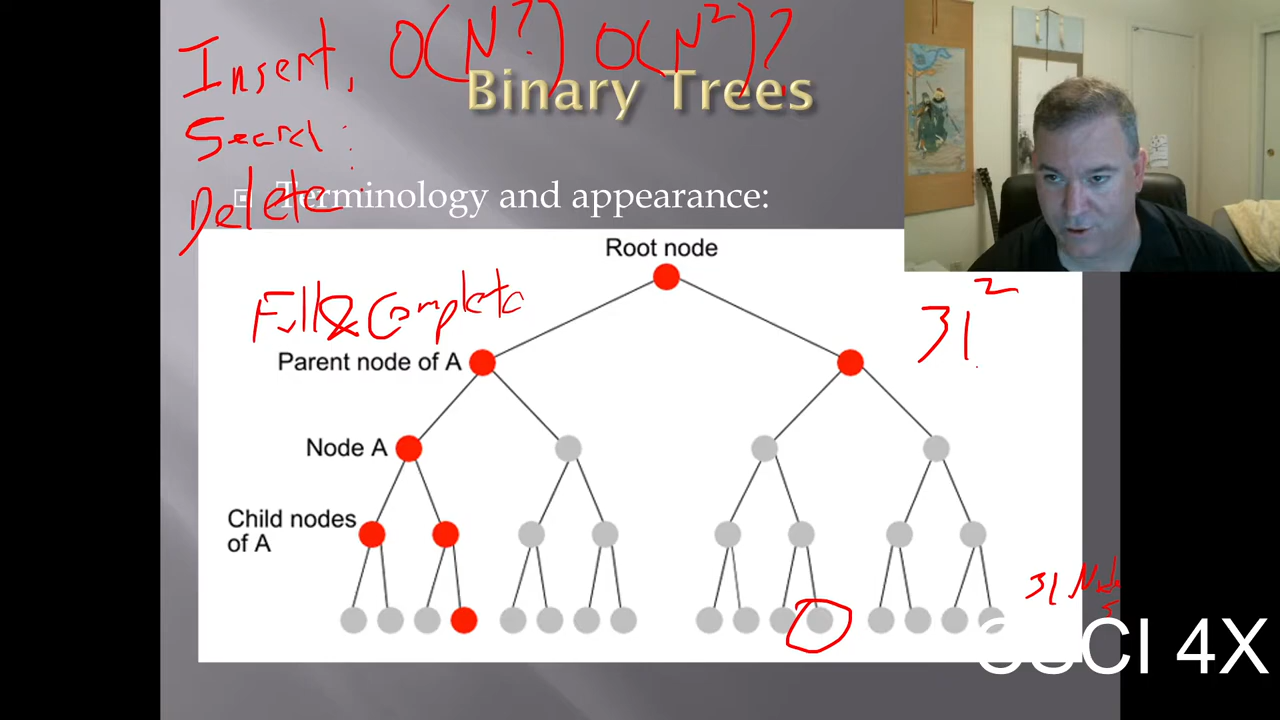 Insert, O(N?) O(N²)?
Binary Trees
Search:
Delete
Terminology and appearance:
Root node
Full & Complete
31²
Parent node of A
Node A
Child nodes
of A
31 Nodes
CSCI 4X